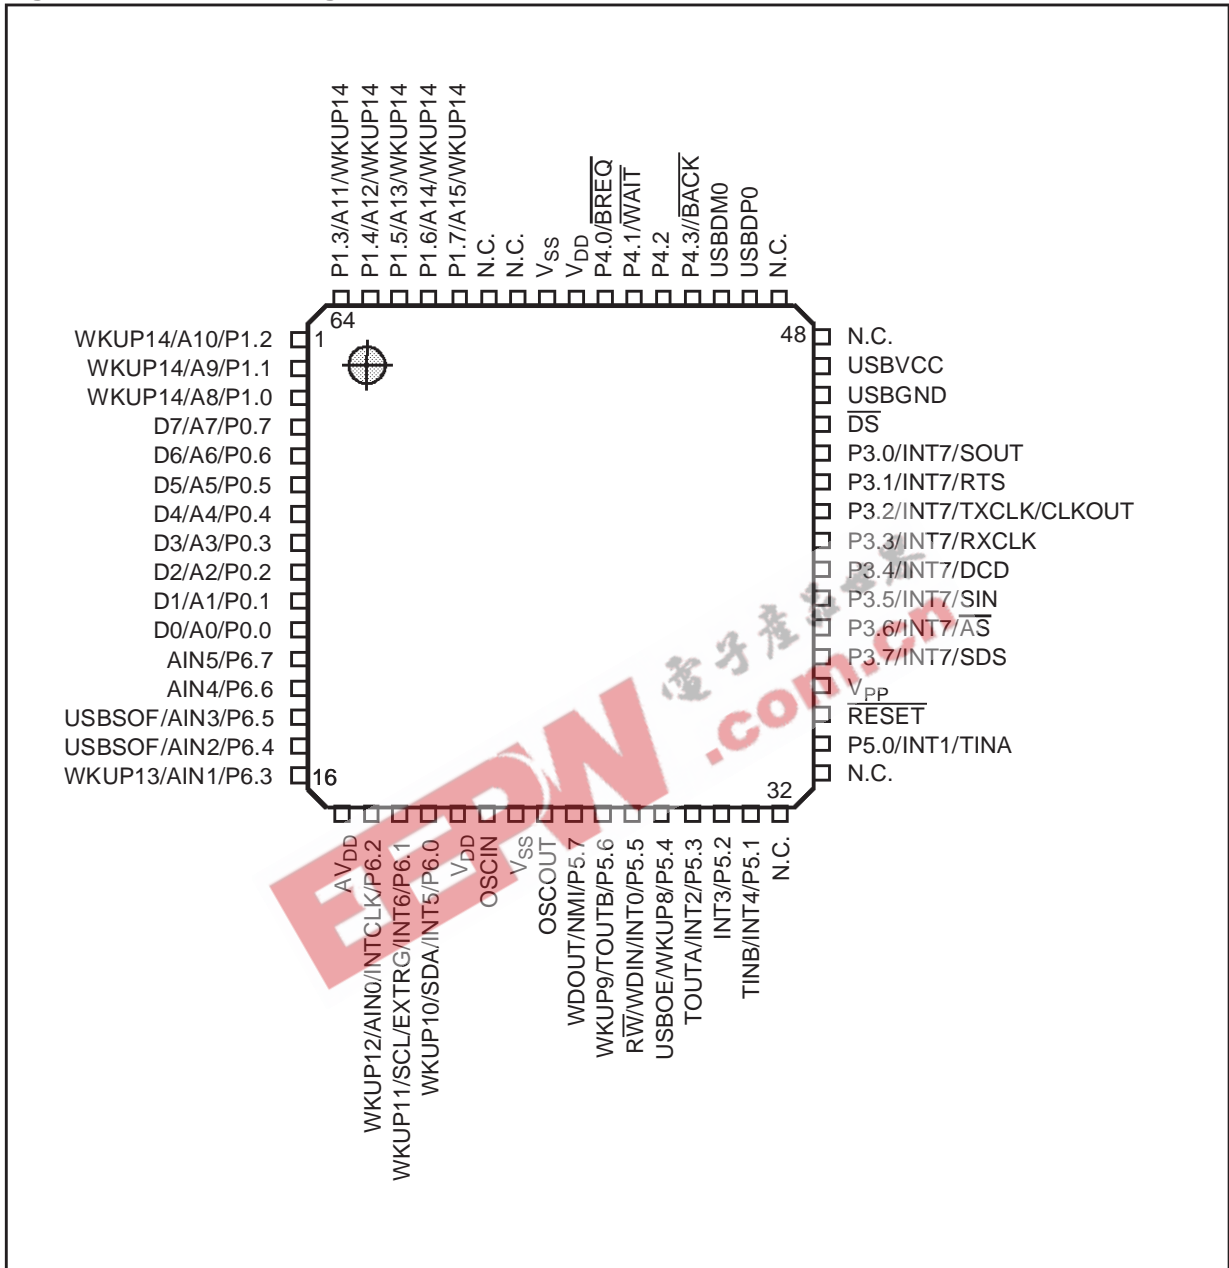 P1.3/A11/WKUP14
P1.4/A12/WKUP14
P1.5/A13/WKUP14
P1.6/A14/WKUP14
P1.7/A15/WKUP14
N.C.
N.C.
VSS
VDD
P4.0/BREQ
P4.1/WAIT
P4.2
P4.3//BACK
USBDM0
USBDP0
N.C.
64
1
48
16
32
WKUP14/A10/P1.2
WKUP14/A9/P1.1
WKUP14/A8/P1.0
D7/A7/P0.7
D6/A6/P0.6
D5/A5/P0.5
D4/A4/P0.4
D3/A3/P0.3
D2/A2/P0.2
D1/A1/P0.1
D0/A0/P0.0
AIN5/P6.7
AIN4/P6.6
USBSOF/AIN3/P6.5
USBSOF/AIN2/P6.4
WKUP13/AIN1/P6.3
N.C.
USBVCC
USBGND
DS
P3.0/INT7/SOUT
P3.1/INT7/RTS
P3.2/INT7/TXCLK/CLKOUT
P3.3/INT7/RXCLK
P3.4/INT7/DCD
P3.5/INT7/SIN
P3.6/INT7/AS
P3.7/INT7/SDS
VPP
RESET
P5.0/INT1/TINA
N.C.
AVDD
WKUP12/AIN0/INTCLK/P6.2
WKUP11/SCL/EXTRG/INT6/P6.1
WKUP10/SDA/INT5/P6.0
VDD
OSCIN
VSS
OSCOUT
WDOUT/NMI/P5.7
WKUP9/TOUTB/P5.6
RW/WDIN/INT0/P5.5
USBOE/WKUP8/P5.4
TOUTA/INT2/P5.3
INT3/P5.2
TINB/INT4/P5.1
N.C.
EEPW
電子產品世界
.com.cn